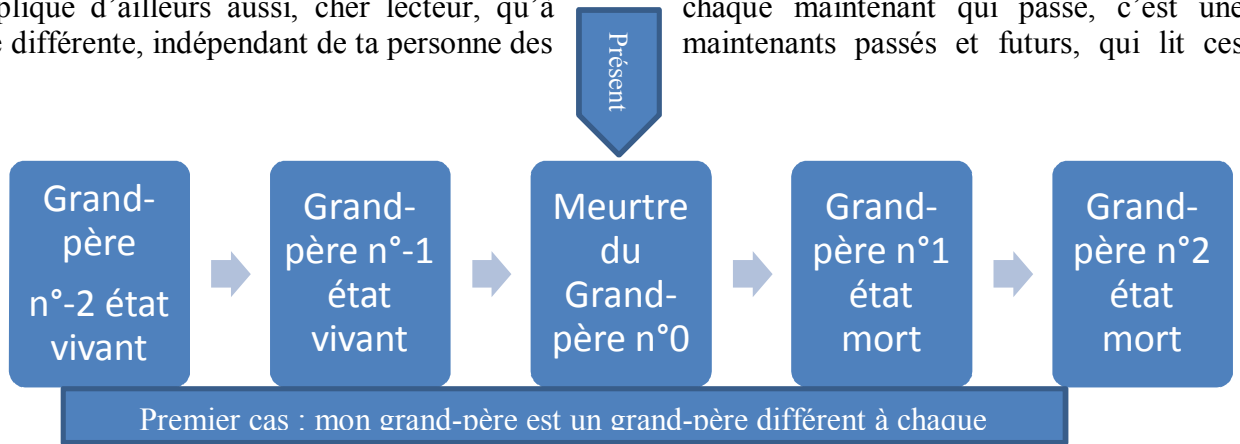 plique d'ailleurs aussi, cher lecteur, qu'à
e différente, indépendant de ta personne des
chaque maintenant qui passe, c'est une
maintenants passés et futurs, qui lit ces
Présent
Grand-
père
n°-2 état
vivant
Grand-
père n°-1
état
vivant
Meurtre
du
Grand-
père n°0
Grand-
père n°1
état
mort
Grand-
père n°2
état
mort
Premier cas : mon grand-père est un grand-père différent à chaque